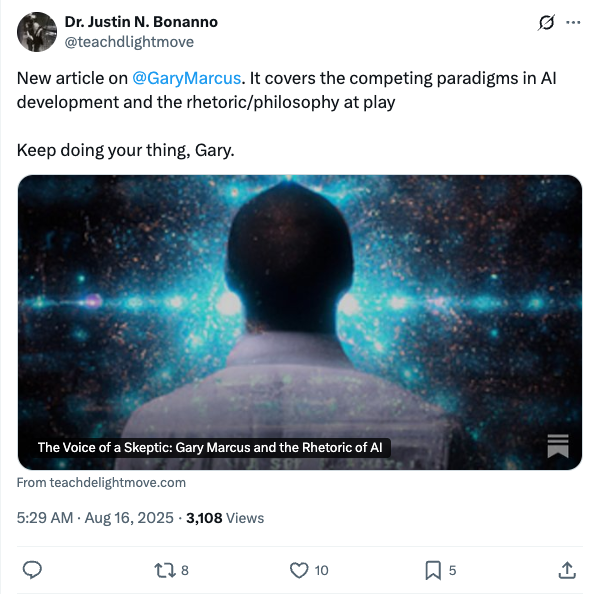 Dr. Justin N. Bonanno
@teachdlightmove
New article on @GaryMarcus. It covers the competing paradigms in AI
development and the rhetoric/philosophy at play
Keep doing your thing, Gary.
The Voice of a Skeptic: Gary Marcus and the Rhetoric of AI
From teachdelightmove.com
5:29 AM · Aug 16, 2025 · 3,108 Views
8 10 5